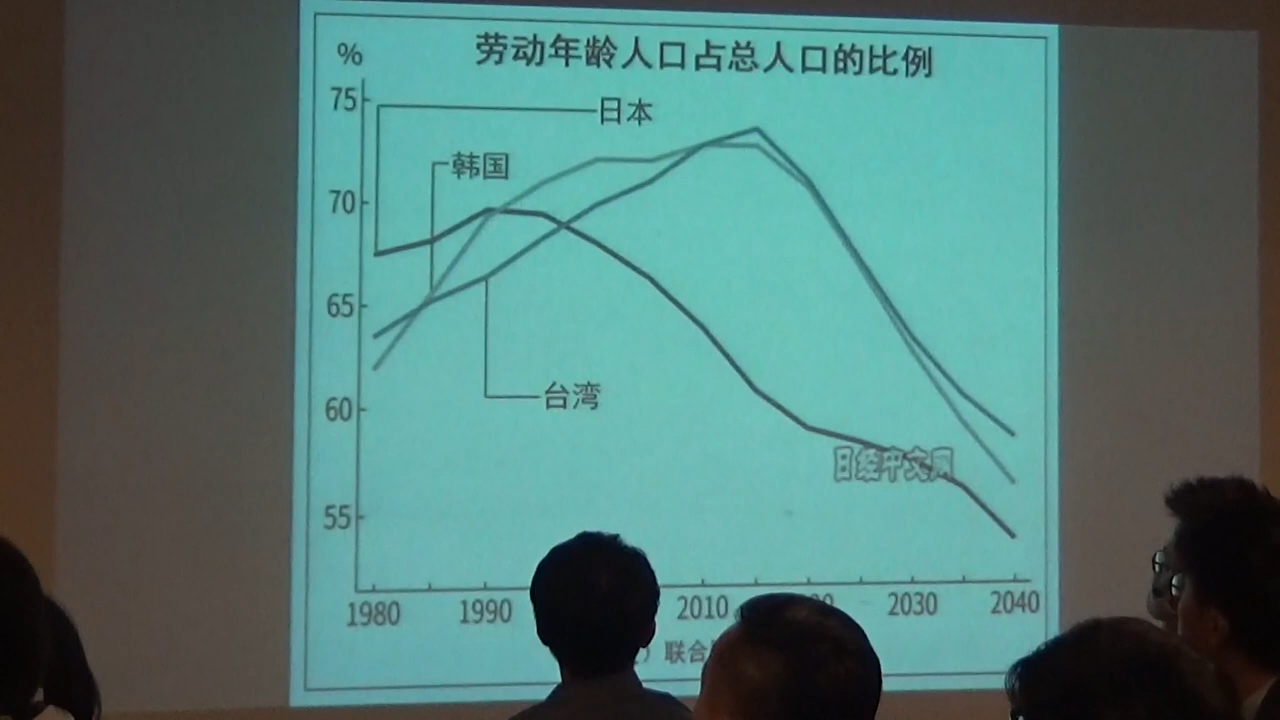 劳动年龄人口占总人口的比例
%
75
日本
韩国
70
65
台湾
60
日经中文网
55
1980 1990 2010 2030 2040
联合